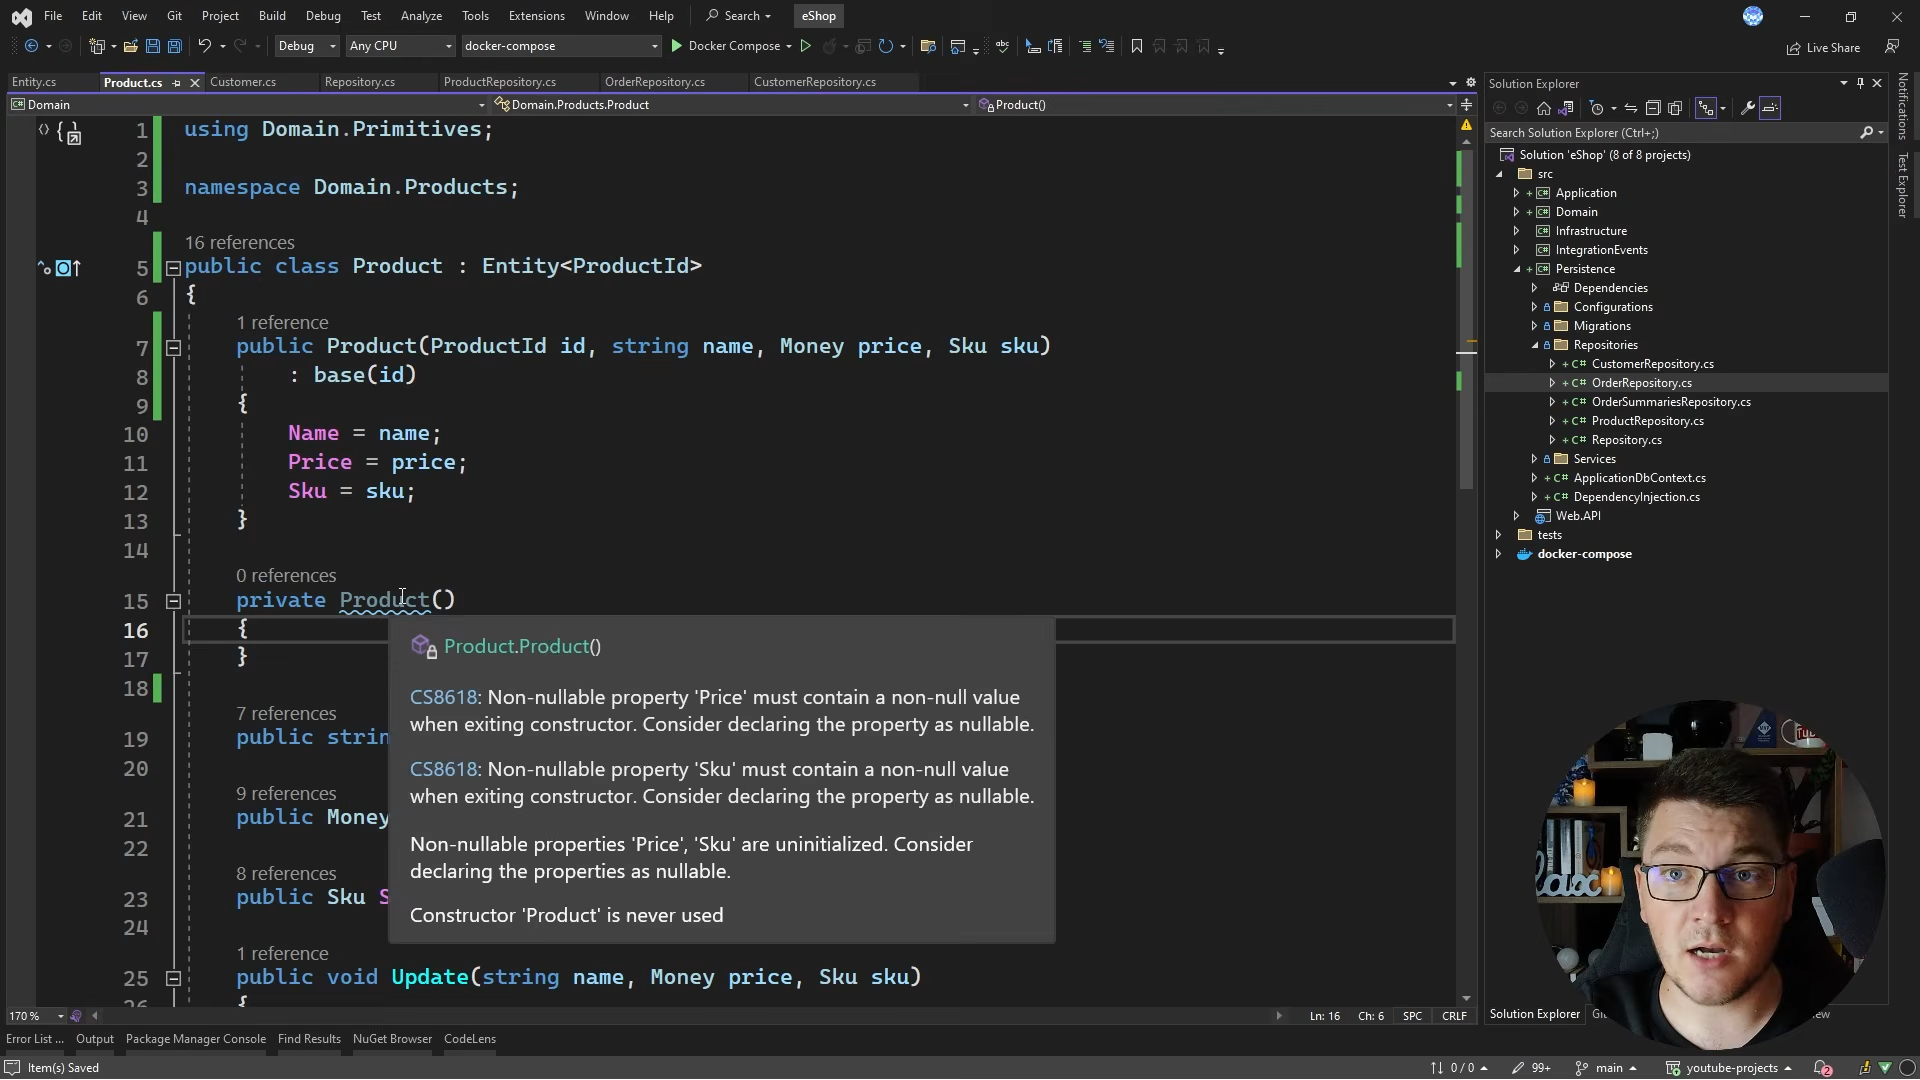 File Edit View Git Project Build Debug Test Analyze Tools Extensions Window Help Search eShop
Debug Any CPU docker-compose Docker Compose Live Share
Entity.cs Product.cs Customer.cs Repository.cs ProductRepository.cs OrderRepository.cs CustomerRepository.cs
Domain Domain.Products.Product Product()
1 using Domain.Primitives;
2
3 namespace Domain.Products;
4
16 references
5 public class Product : Entity<ProductId>
6 {
1 reference
7 public Product(ProductId id, string name, Money price, Sku sku)
8 : base(id)
9 {
10 Name = name;
11 Price = price;
12 Sku = sku;
13 }
14
0 references
15 private Product()
16 {
17 }
18
7 references
19 public strin
20
9 references
21 public Money
22
8 references
23 public Sku S
24
1 reference
25 public void Update(string name, Money price, Sku sku)
26 {
Product.Product()
CS8618: Non-nullable property 'Price' must contain a non-null value
when exiting constructor. Consider declaring the property as nullable.
CS8618: Non-nullable property 'Sku' must contain a non-null value
when exiting constructor. Consider declaring the property as nullable.
Non-nullable properties 'Price', 'Sku' are uninitialized. Consider
declaring the properties as nullable.
Constructor 'Product' is never used
170 % Ln: 16 Ch: 6 SPC CRLF
Solution Explorer
Search Solution Explorer (Ctrl+;)
Solution 'eShop' (8 of 8 projects)
src
Application
Domain
Infrastructure
IntegrationEvents
Persistence
Dependencies
Configurations
Migrations
Repositories
CustomerRepository.cs
OrderRepository.cs
OrderSummariesRepository.cs
ProductRepository.cs
Repository.cs
Services
ApplicationDbContext.cs
DependencyInjection.cs
Web.API
tests
docker-compose
Notifications
Test Explorer
Solution Explorer
Error List ... Output Package Manager Console Find Results NuGet Browser CodeLens
Item(s) Saved 0 / 0 99+ main youtube-projects 2